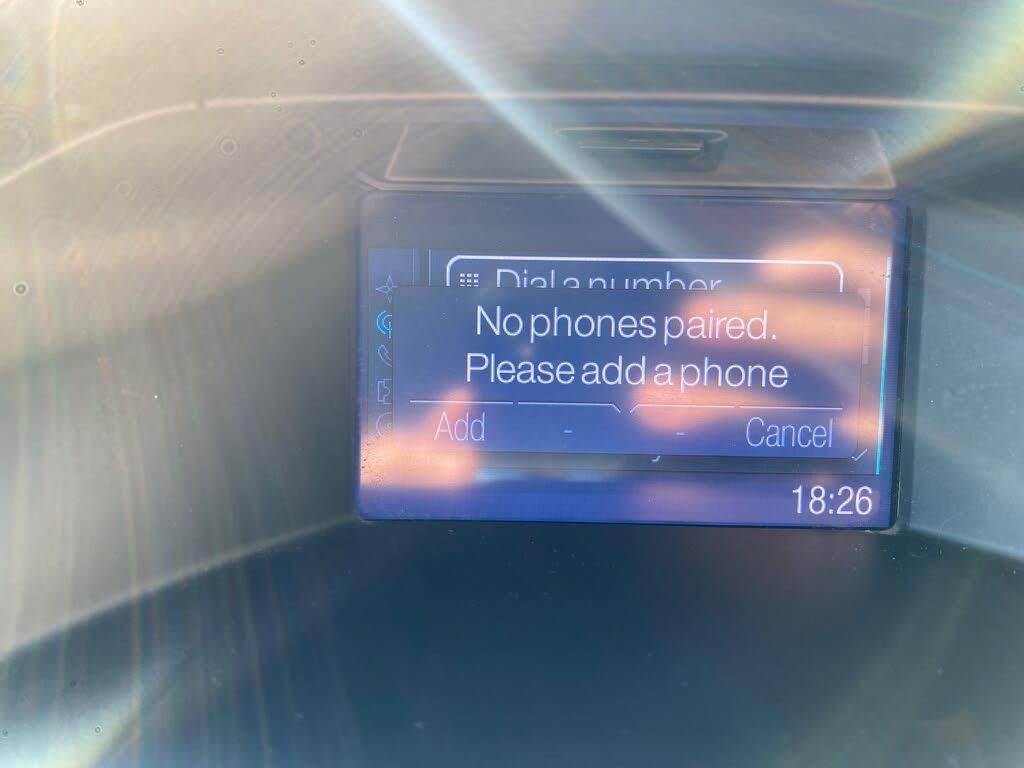 Dial a number
No phones paired.
Please add a phone
Add - - Cancel
18:26